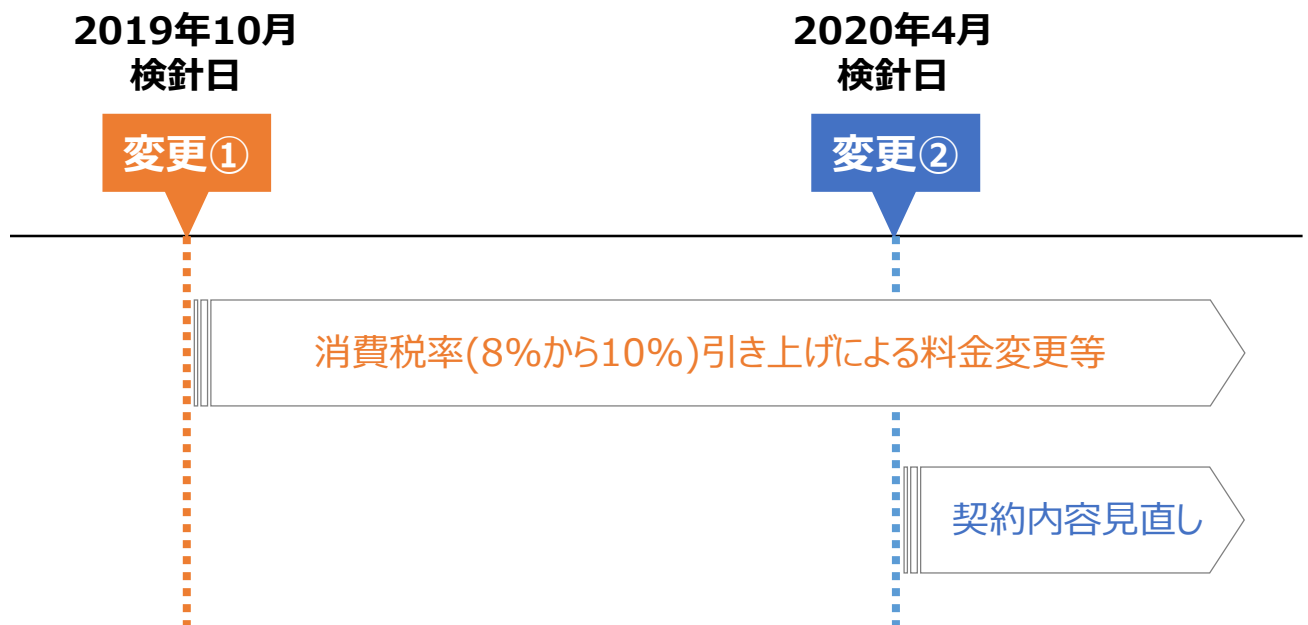 2019年10月
検針日
2020年4月
検針日
変更①
変更②
消費税率(8%から10%)引き上げによる料金変更等
契約内容見直し